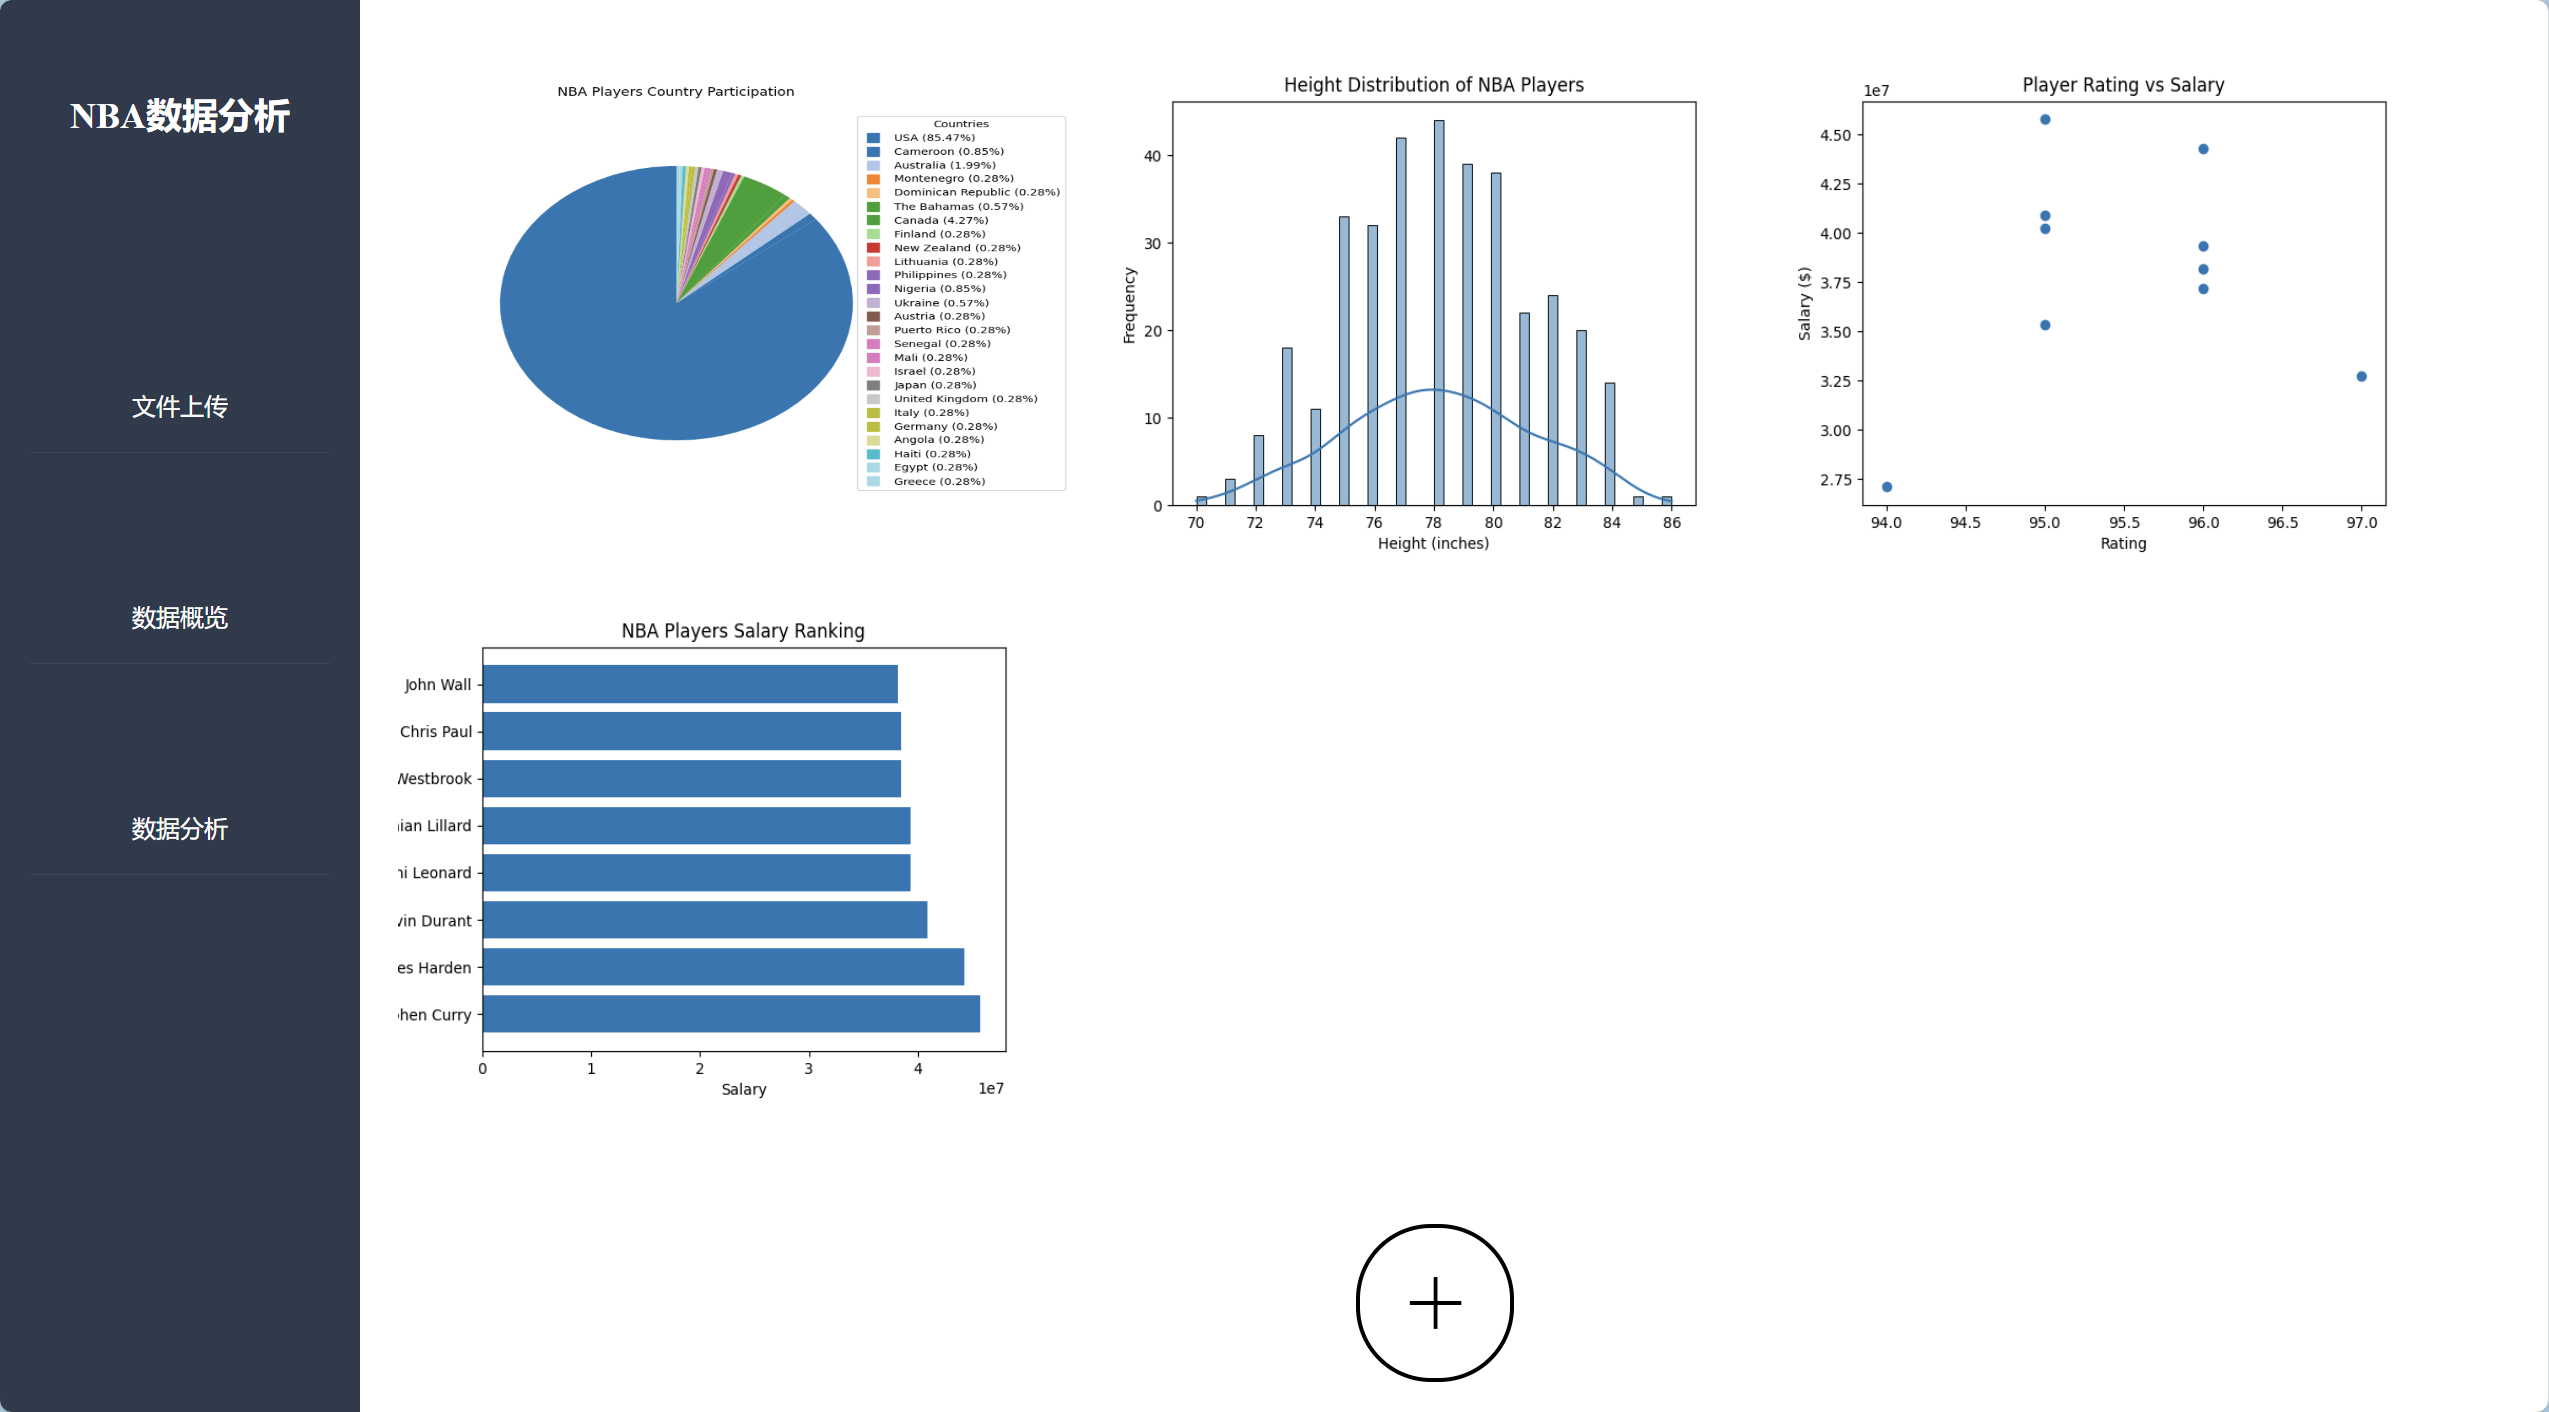 NBA数据分析
文件上传
数据概览
数据分析
NBA Players Country Participation
Countries
USA (85.47%)
Cameroon (0.85%)
Australia (1.99%)
Montenegro (0.28%)
Dominican Republic (0.28%)
The Bahamas (0.57%)
Canada (4.27%)
Finland (0.28%)
New Zealand (0.28%)
Lithuania (0.28%)
Philippines (0.28%)
Nigeria (0.85%)
Ukraine (0.57%)
Austria (0.28%)
Puerto Rico (0.28%)
Senegal (0.28%)
Mali (0.28%)
Israel (0.28%)
Japan (0.28%)
United Kingdom (0.28%)
Italy (0.28%)
Germany (0.28%)
Angola (0.28%)
Haiti (0.28%)
Egypt (0.28%)
Greece (0.28%)
Height Distribution of NBA Players
Frequency
40
30
20
10
0
70 72 74 76 78 80 82 84 86
Height (inches)
Player Rating vs Salary
1e7
Salary ($)
4.50
4.25
4.00
3.75
3.50
3.25
3.00
2.75
94.0 94.5 95.0 95.5 96.0 96.5 97.0
Rating
NBA Players Salary Ranking
John Wall
Chris Paul
Westbrook
ian Lillard
ni Leonard
vin Durant
es Harden
hen Curry
0 1 2 3 4
1e7
Salary